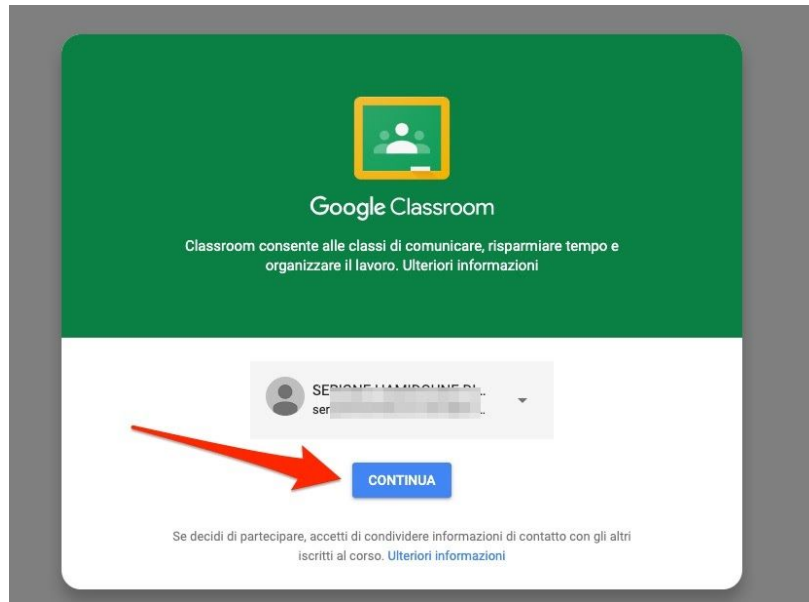 Google Classroom
Classroom consente alle classi di comunicare, risparmiare tempo e
organizzare il lavoro. Ulteriori informazioni
CONTINUA
Se decidi di partecipare, accetti di condividere informazioni di contatto con gli altri
iscritti al corso. Ulteriori informazioni